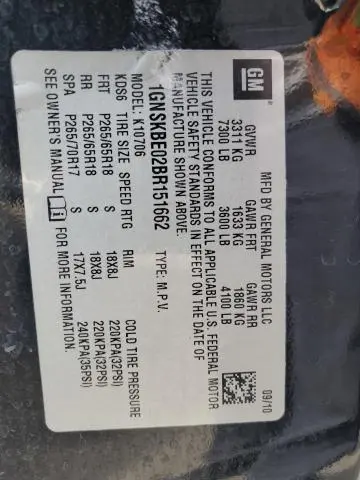 GM
MFD BY GENERAL MOTORS LLC 09/10
GVWR GAWR FRT GAWR RR
3311 KG 1633 KG 1860 KG
7300 LB 3600 LB 4100 LB
THIS VEHICLE CONFORMS TO ALL APPLICABLE U.S. FEDERAL MOTOR
VEHICLE SAFETY STANDARDS IN EFFECT ON THE DATE OF
MANUFACTURE SHOWN ABOVE.
1GNSKBE02BR151662 TYPE: M.P.V.
MODEL: K10706
KDS6 TIRE SIZE SPEED RTG RIM COLD TIRE PRESSURE
FRT P265/65R18 S 18X8J 220KPA(32PSI)
RR P265/65R18 S 18X8J 220KPA(32PSI)
SPA P265/70R17 S 17X7.5J 240KPA(35PSI)
SEE OWNER'S MANUAL FOR MORE INFORMATION.